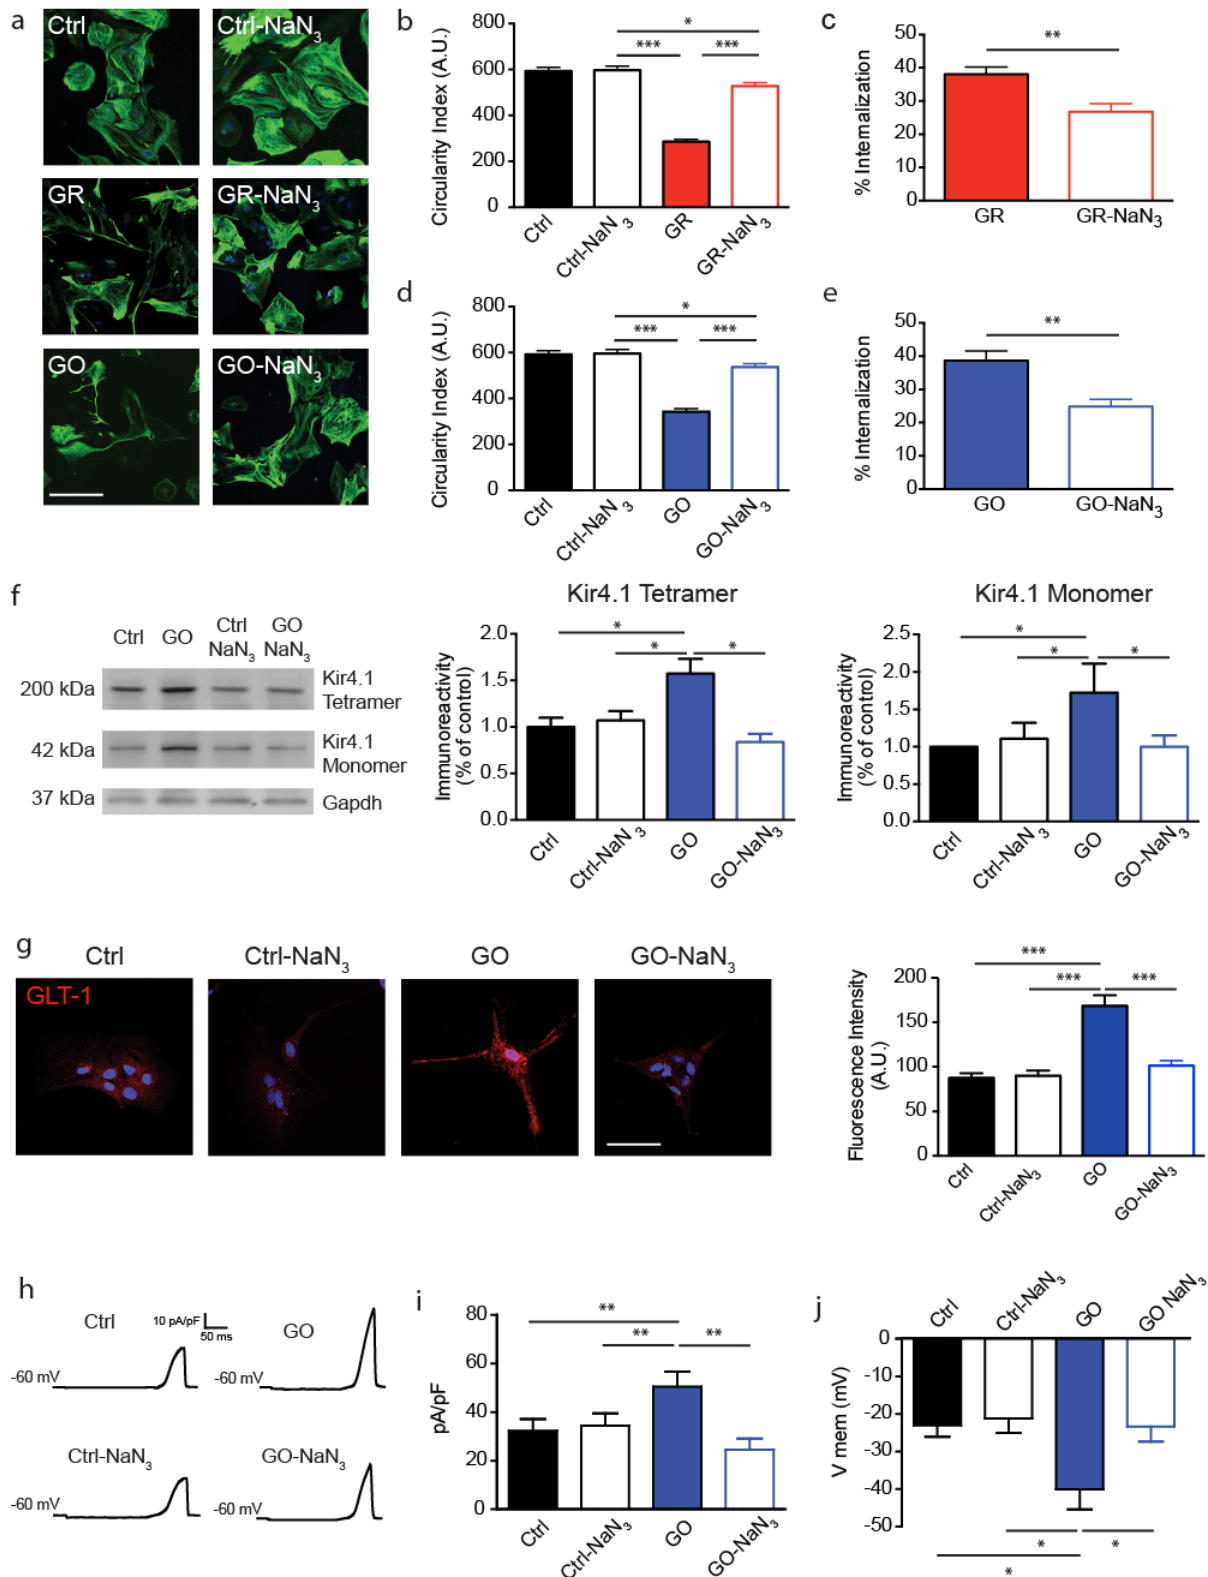 a
Ctrl
Ctrl-NaN3
GR
GR-NaN3
GO
GO-NaN3
b
Circularity Index (A.U.)
800
600
400
200
0
*
***
***
Ctrl
Ctrl-NaN3
GR
GR-NaN3
c
% Internalization
50
40
30
20
10
0
**
GR
GR-NaN3
d
Circularity Index (A.U.)
800
600
400
200
0
*
***
***
Ctrl
Ctrl-NaN3
GO
GO-NaN3
e
% Internalization
50
40
30
20
10
0
**
GO
GO-NaN3
f
Ctrl
GO
Ctrl
NaN3
GO
NaN3
200 kDa
Kir4.1
Tetramer
42 kDa
Kir4.1
Monomer
37 kDa
Gapdh
Kir4.1 Tetramer
Immunoreactivity
(% of control)
2.0
1.5
1.0
0.5
0.0
*
*
*
Ctrl
Ctrl-NaN3
GO
GO-NaN3
Kir4.1 Monomer
Immunoreactivity
(% of control)
2.5
2.0
1.5
1.0
0.5
0.0
*
*
*
Ctrl
Ctrl-NaN3
GO
GO-NaN3
g
Ctrl
Ctrl-NaN3
GO
GO-NaN3
GLT-1
Fluorescence Intensity
(A.U.)
200
150
100
50
0
***
***
***
Ctrl
Ctrl-NaN3
GO
GO-NaN3
h
Ctrl
10 pA/pF
50 ms
GO
-60 mV
-60 mV
Ctrl-NaN3
GO-NaN3
-60 mV
-60 mV
i
pA/pF
80
60
40
20
0
**
**
**
Ctrl
Ctrl-NaN3
GO
GO-NaN3
j
Ctrl
Ctrl-NaN3
GO
GO NaN3
V mem (mV)
0
-10
-20
-30
-40
-50
*
*
*